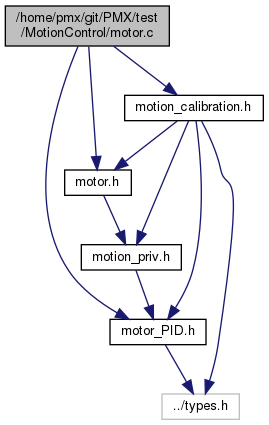 /home/pmx/git/PMX/test
/MotionControl/motor.c
motion_calibration.h
motor.h
motion_priv.h
motor_PID.h
../types.h